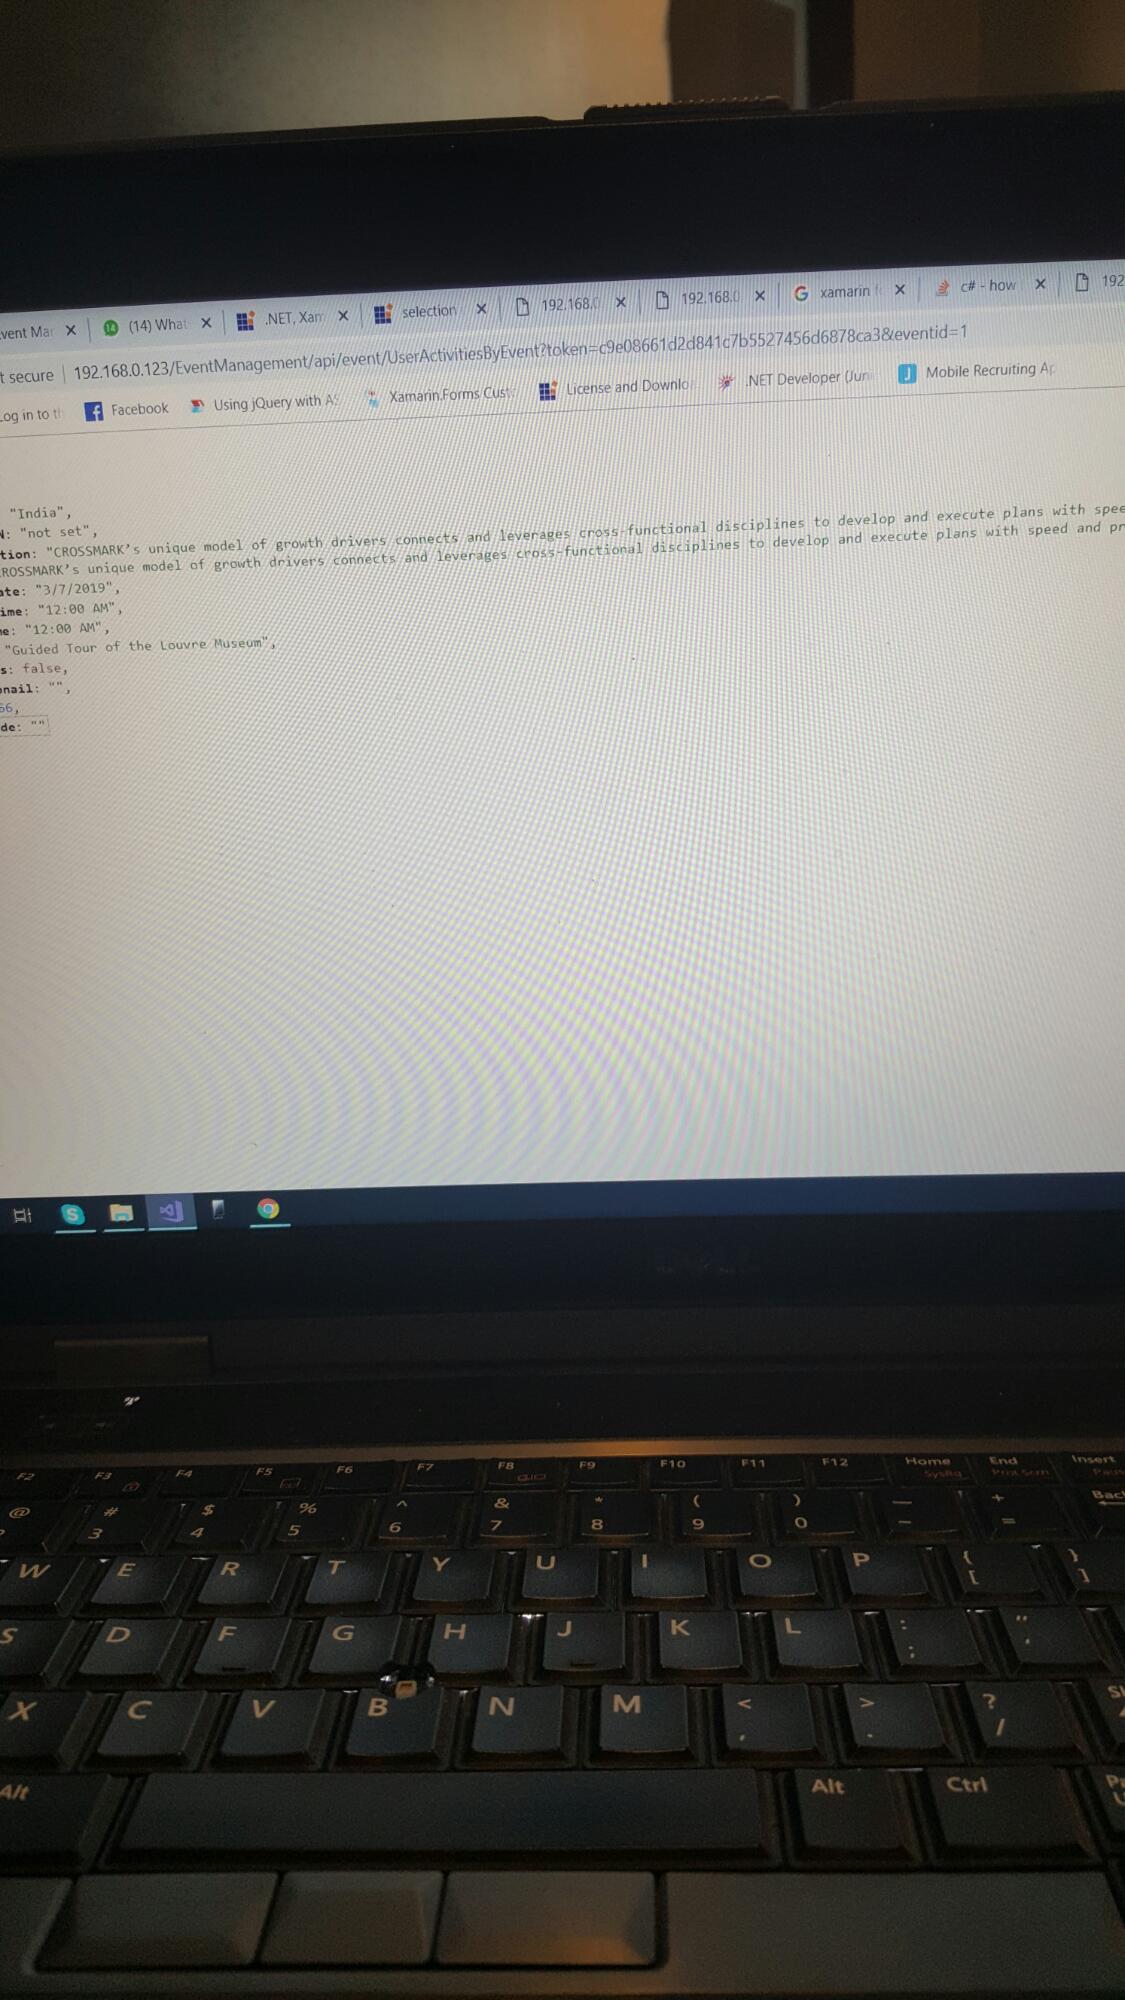 vent Mar (14) What .NET, Xam selection 192.168.0 192.168.0 xamarin f c# - how 192
t secure 192.168.0.123/EventManagement/api/event/UserActivitiesByEvent?token=c9e08661d2d841c7b5527456d6878ca3&eventid=1
Log in to th Facebook Using jQuery with AS Xamarin.Forms Cust License and Downlo .NET Developer (Jun J Mobile Recruiting Ap
"India",
N: "not set",
tion: "CROSSMARK's unique model of growth drivers connects and leverages cross-functional disciplines to develop and execute plans with spee
ROSSMARK's unique model of growth drivers connects and leverages cross-functional disciplines to develop and execute plans with speed and pr
ate: "3/7/2019",
ime: "12:00 AM",
me: "12:00 AM",
"Guided Tour of the Louvre Museum",
s: false,
bnail: "",
66,
de: ""
F2 F3 F4 F5 F6 F7 F8 F9 F10 F11 F12 Home End Insert
SysRq Prnt Scrn Paus
@ # $ % ^ & * ( ) — + Bac
3 4 5 6 7 8 9 0 - =
W E R T Y U I O P { [ } ]
S D F G H J K L : ; " '
X C V B N M < , > . ? / Sh
Alt Alt Ctrl